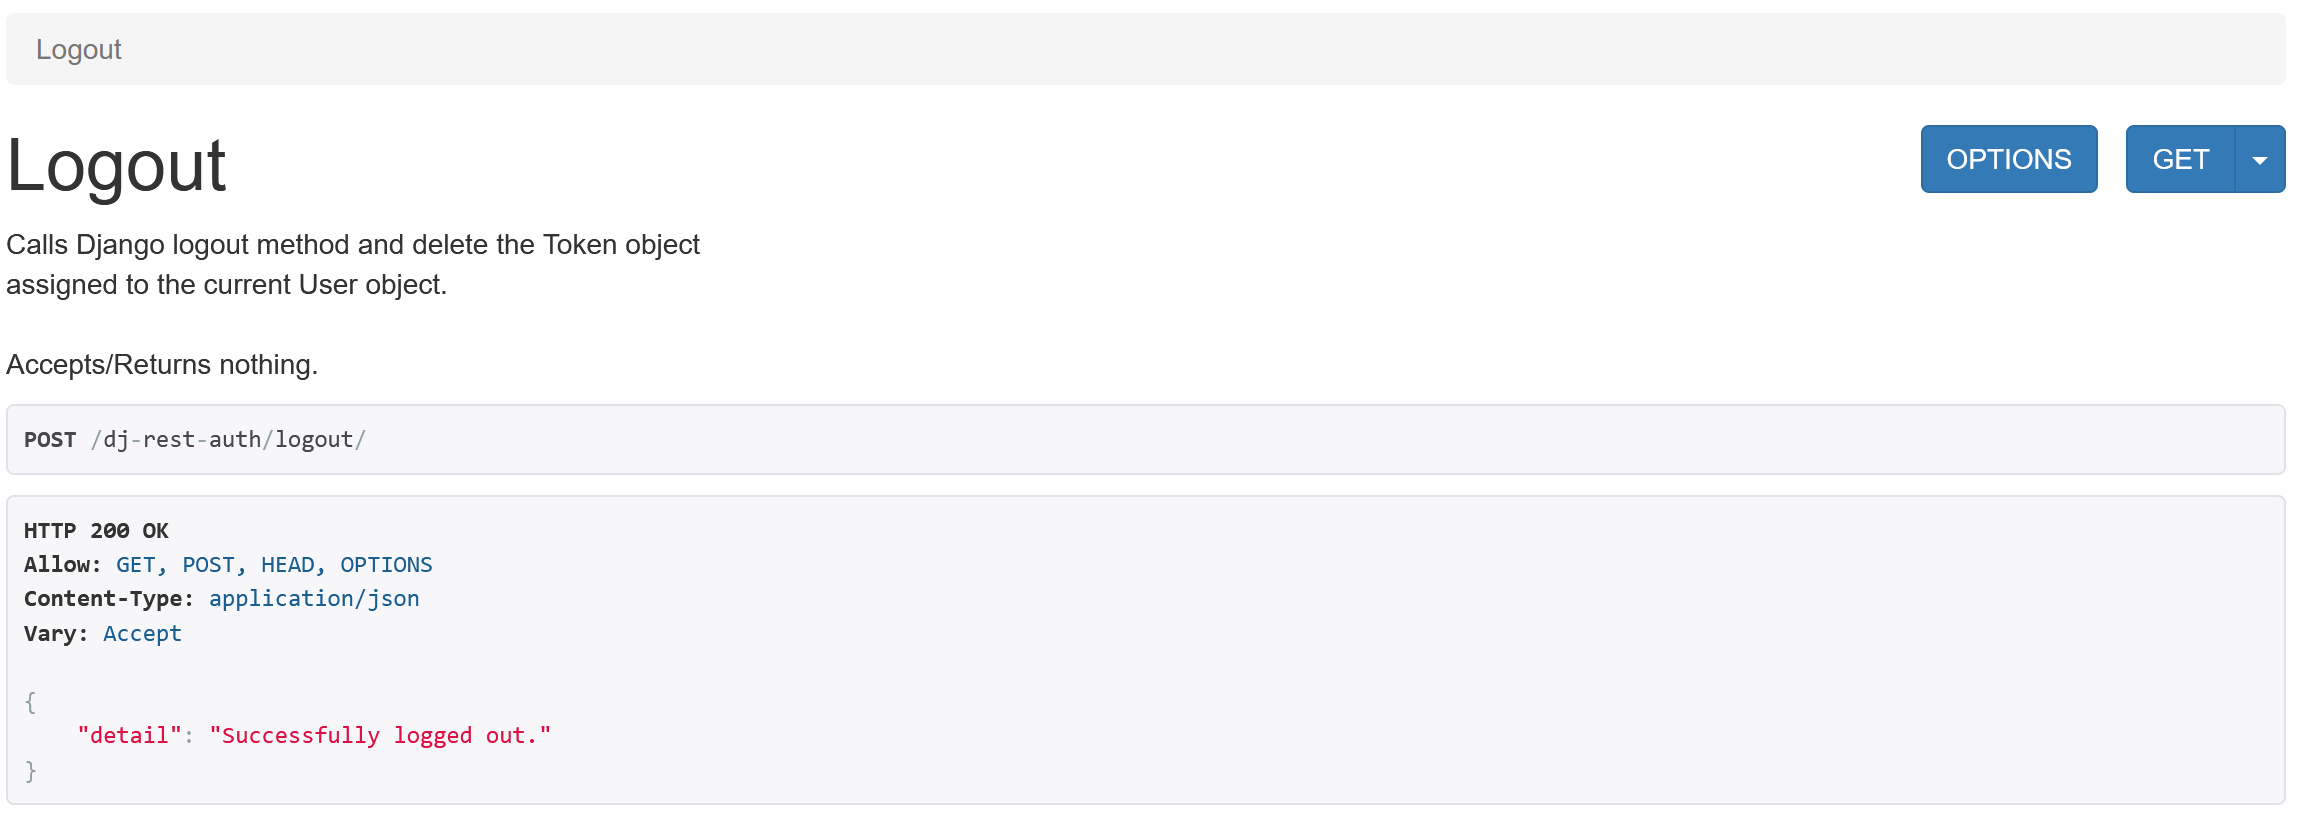 Logout
Logout
OPTIONS
GET
Calls Django logout method and delete the Token object
assigned to the current User object.
Accepts/Returns nothing.
POST /dj-rest-auth/logout/
HTTP 200 OK
Allow: GET, POST, HEAD, OPTIONS
Content-Type: application/json
Vary: Accept
{
    "detail": "Successfully logged out."
}